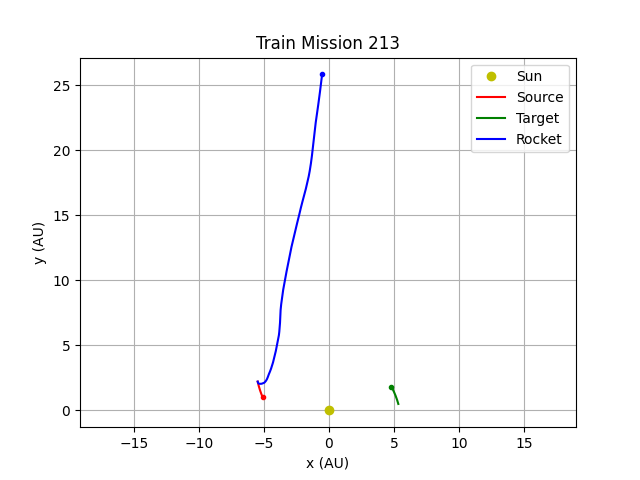 Train Mission 213
Sun
Source
Target
Rocket
25
20
15
10
5
0
y (AU)
−15
−10
−5
0
5
10
15
x (AU)